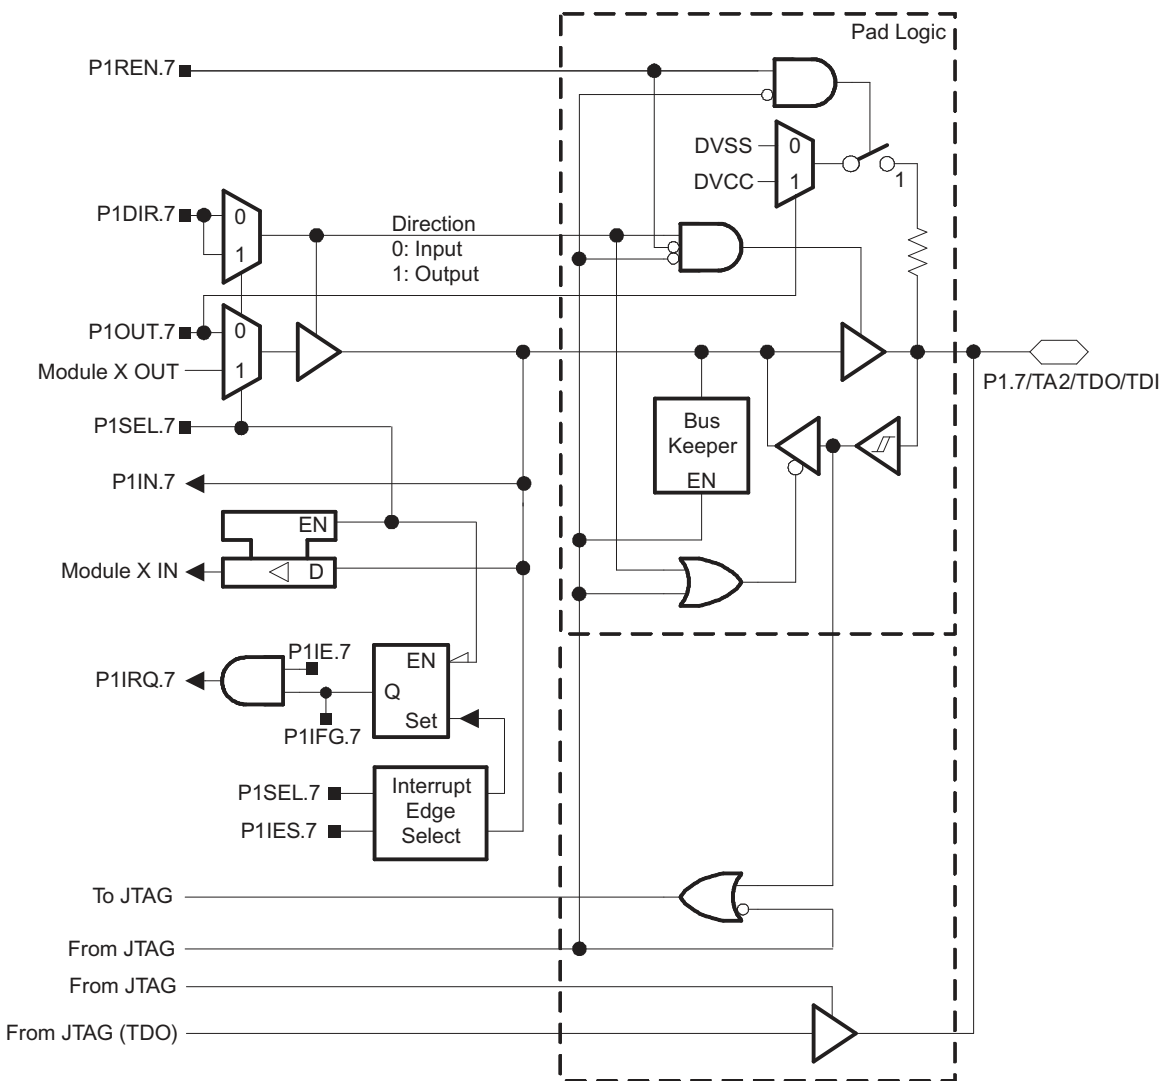 Pad Logic
P1REN.7
DVSS
0
DVCC
1
1
P1DIR.7
0
1
Direction
0: Input
1: Output
P1OUT.7
0
Module X OUT
1
P1.7/TA2/TDO/TDI
P1SEL.7
Bus
Keeper
EN
P1IN.7
EN
Module X IN
D
P1IE.7
EN
P1IRQ.7
Q
Set
P1IFG.7
P1SEL.7
Interrupt
Edge
Select
P1IES.7
To JTAG
From JTAG
From JTAG
From JTAG (TDO)